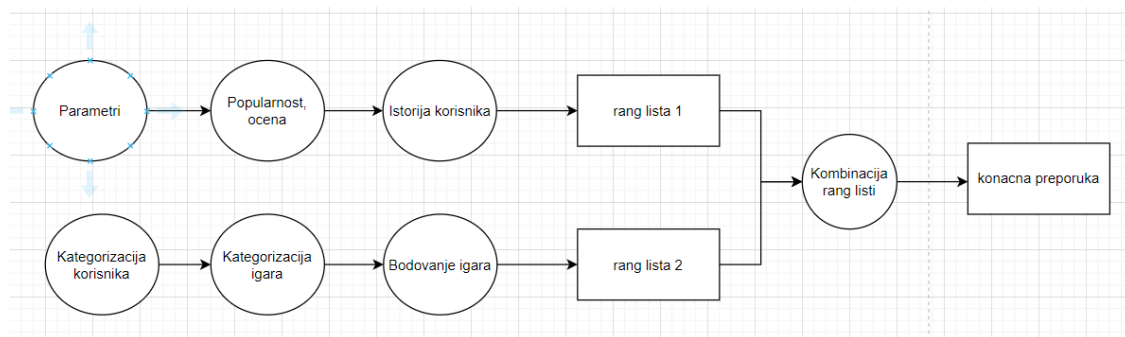 Parametri
Popularnost,
ocena
Istorija korisnika
rang lista 1
Kombinacija
rang listi
konacna preporuka
Kategorizacija
korisnika
Kategorizacija
igara
Bodovanje igara
rang lista 2